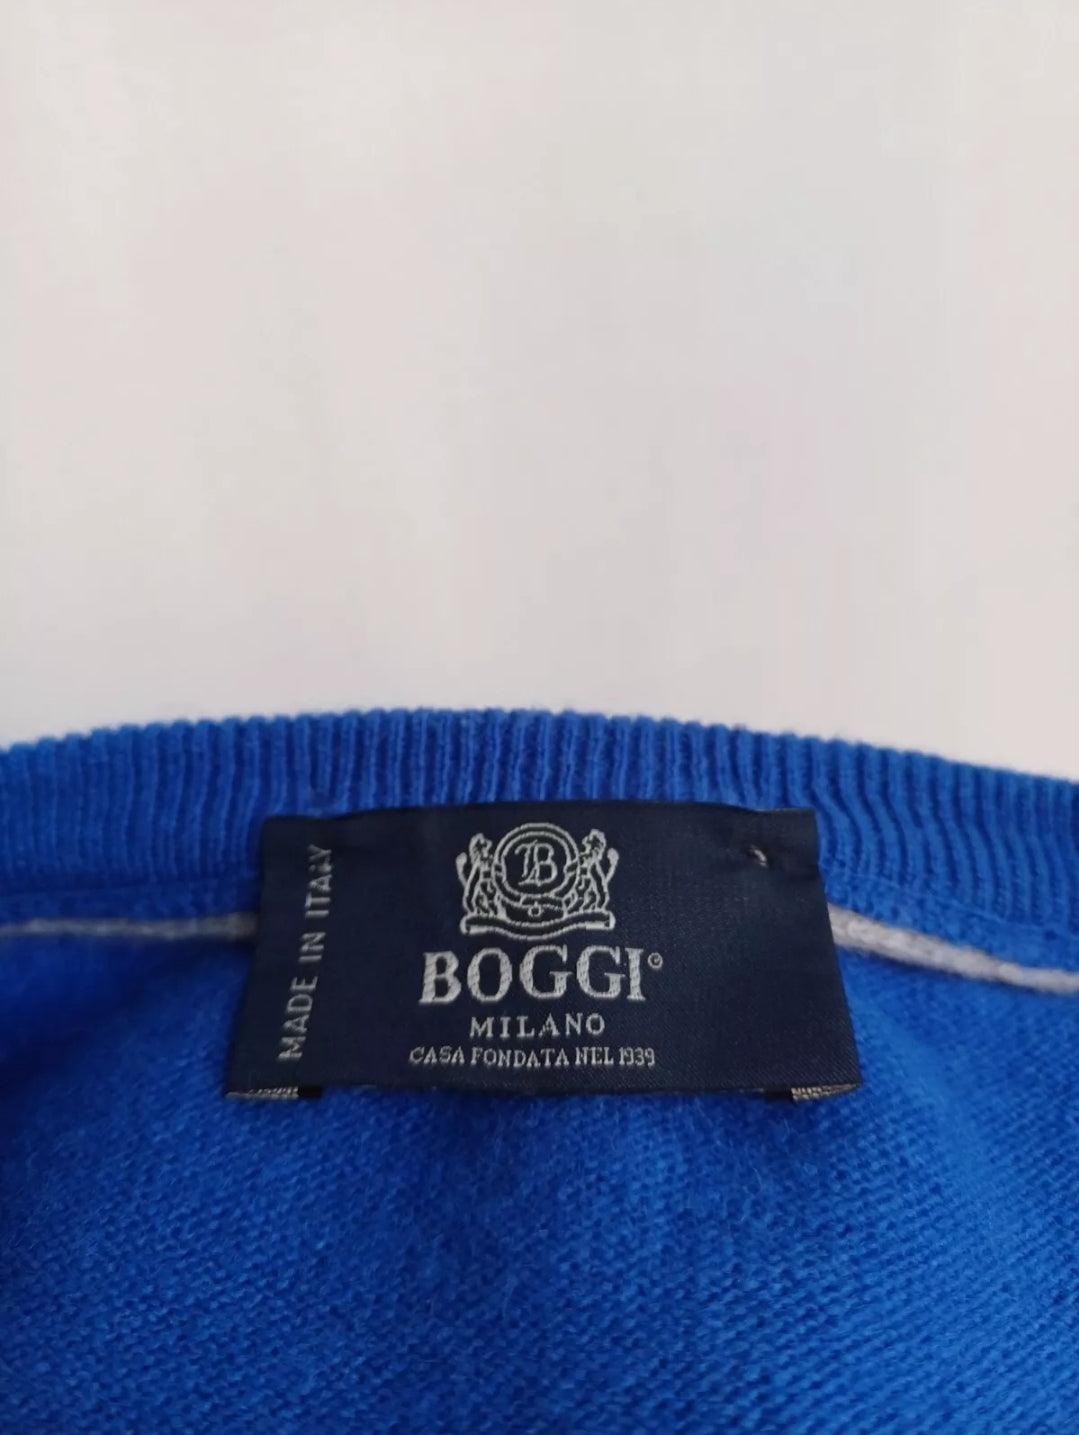 MADE IN ITALY
B
BOGGI©
MILANO
CASA FONDATA NEL 1939